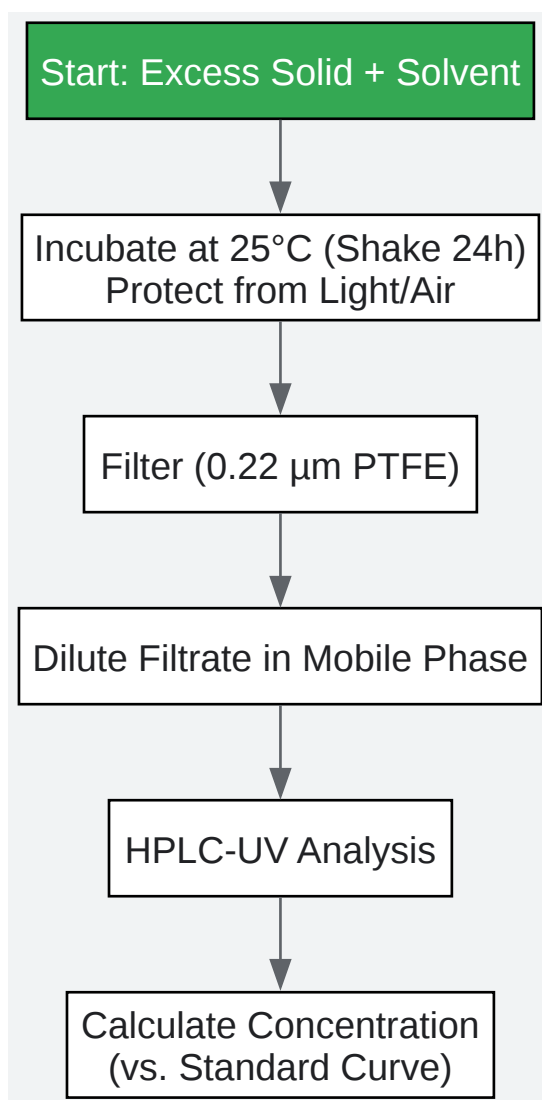 Start: Excess Solid + Solvent
Incubate at 25°C (Shake 24h)
Protect from Light/Air
Filter (0.22 µm PTFE)
Dilute Filtrate in Mobile Phase
HPLC-UV Analysis
Calculate Concentration
(vs. Standard Curve)